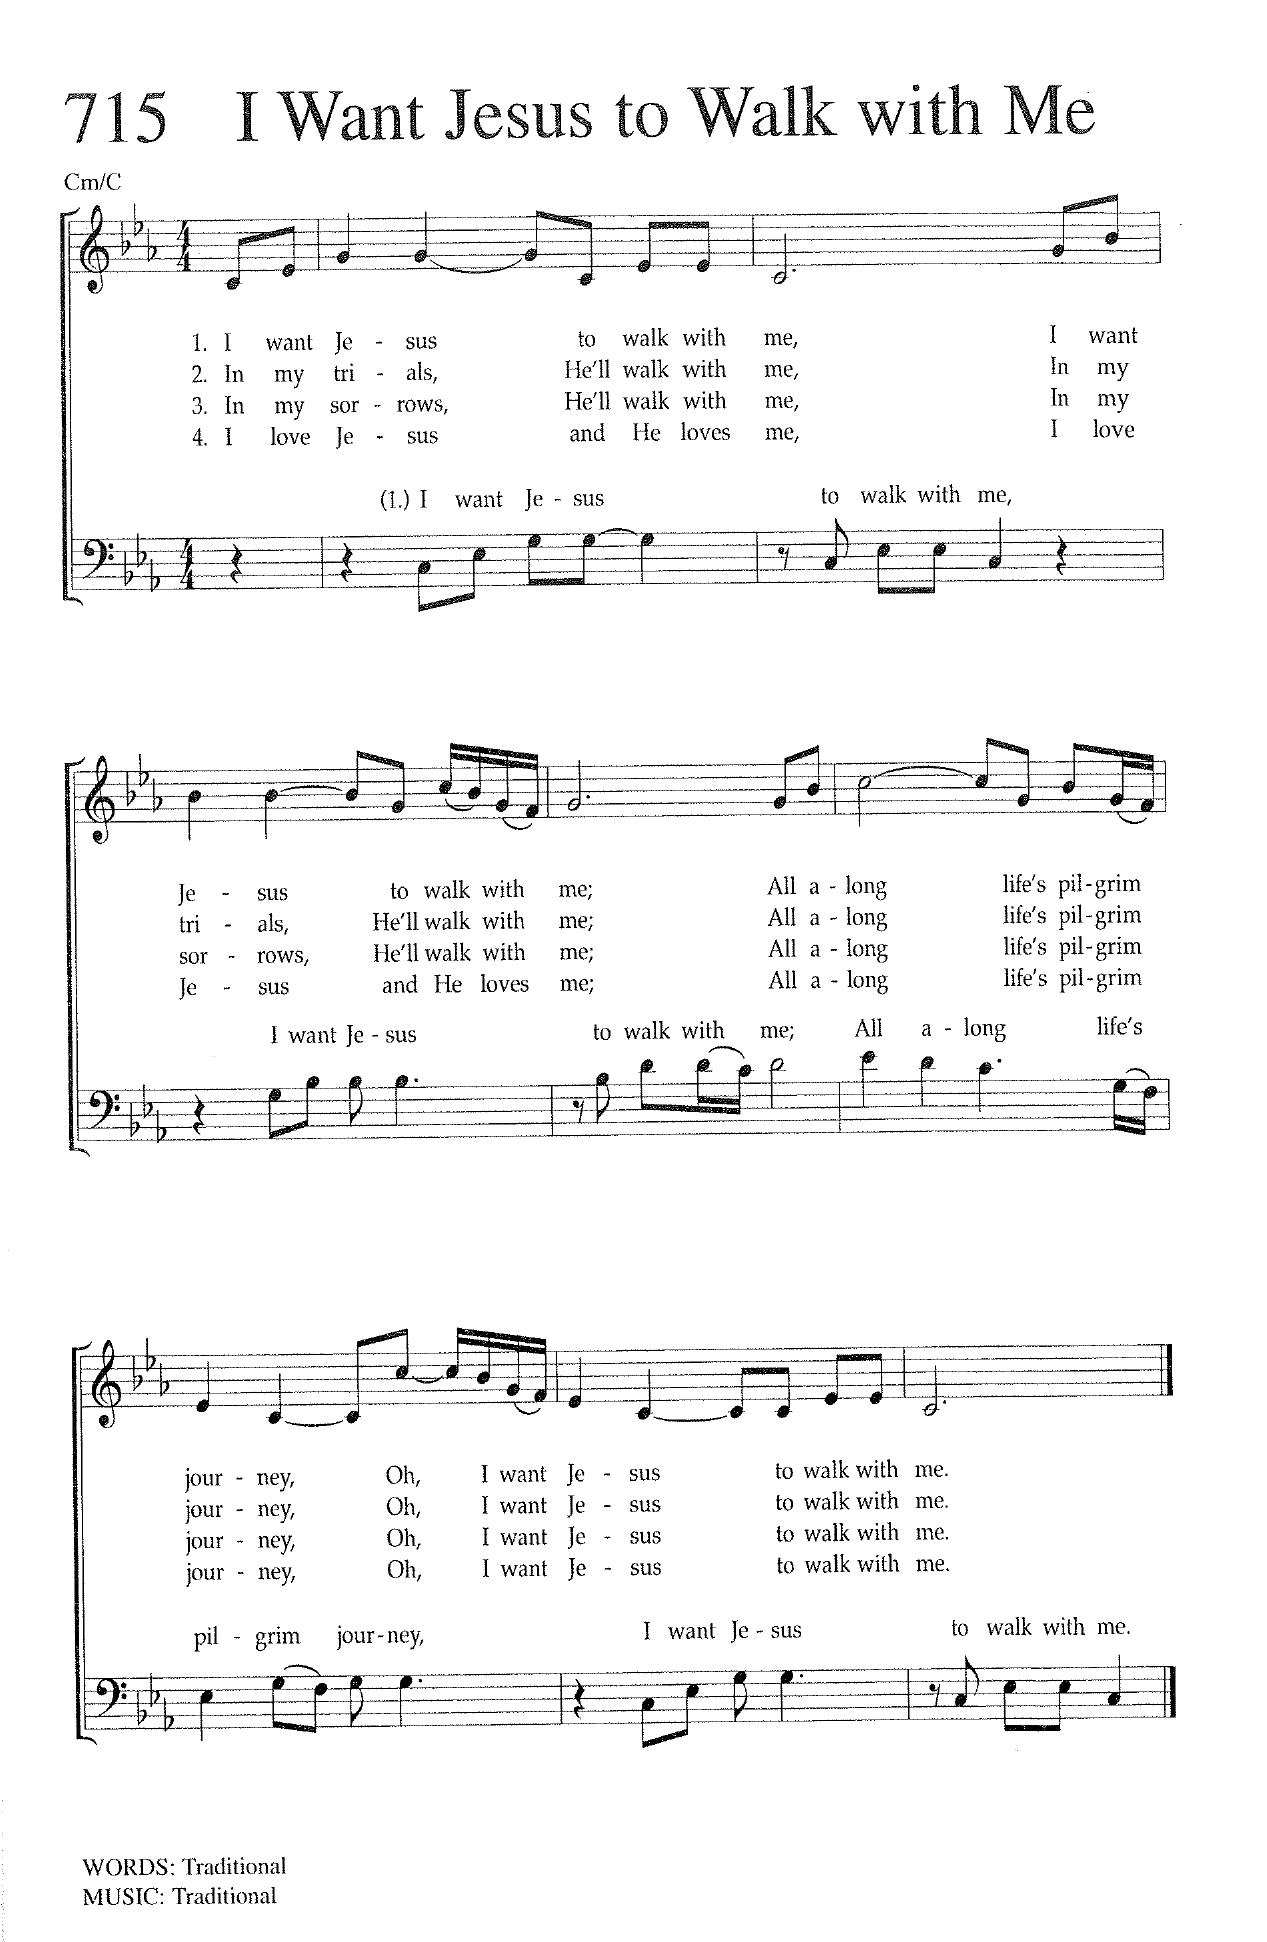 715 I Want Jesus to Walk with Me
Cm/C
4
4
1. I want Je - sus to walk with me, I want
2. In my tri - als, He'll walk with me, In my
3. In my sor - rows, He'll walk with me, In my
4. I love Je - sus and He loves me, I love
(1.) I want Je - sus to walk with me,
4
4
Je - sus to walk with me; All a - long life's pil-grim
tri - als, He'll walk with me; All a - long life's pil-grim
sor - rows, He'll walk with me; All a - long life's pil-grim
Je - sus and He loves me; All a - long life's pil-grim
I want Je - sus to walk with me; All a - long life's
jour - ney, Oh, I want Je - sus to walk with me.
jour - ney, Oh, I want Je - sus to walk with me.
jour - ney, Oh, I want Je - sus to walk with me.
jour - ney, Oh, I want Je - sus to walk with me.
pil - grim jour-ney, I want Je - sus to walk with me.
WORDS: Traditional
MUSIC: Traditional